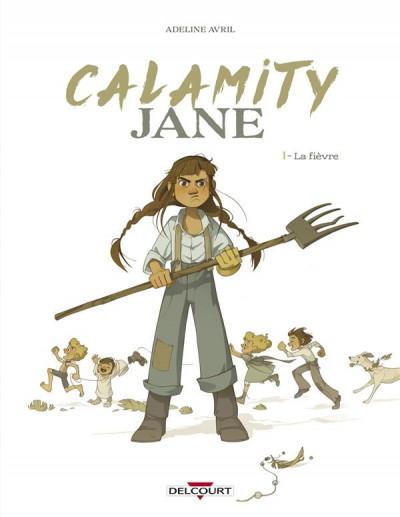 ADELINE AVRIL
CALAMITY
JANE
1 - La fièvre
DELCOURT